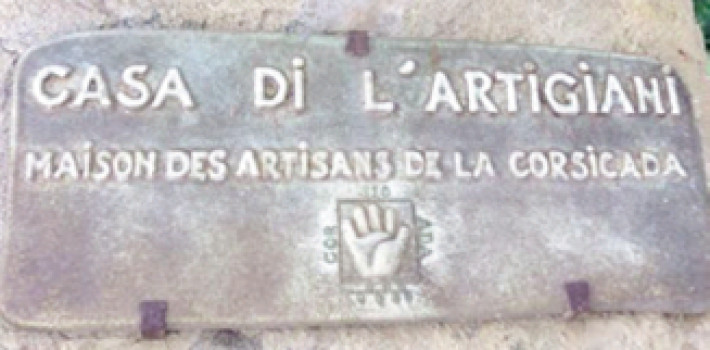 CASA Di L'ARTiGiANi
MAiSON DES ARTiSANS DE LA CORSiCADA